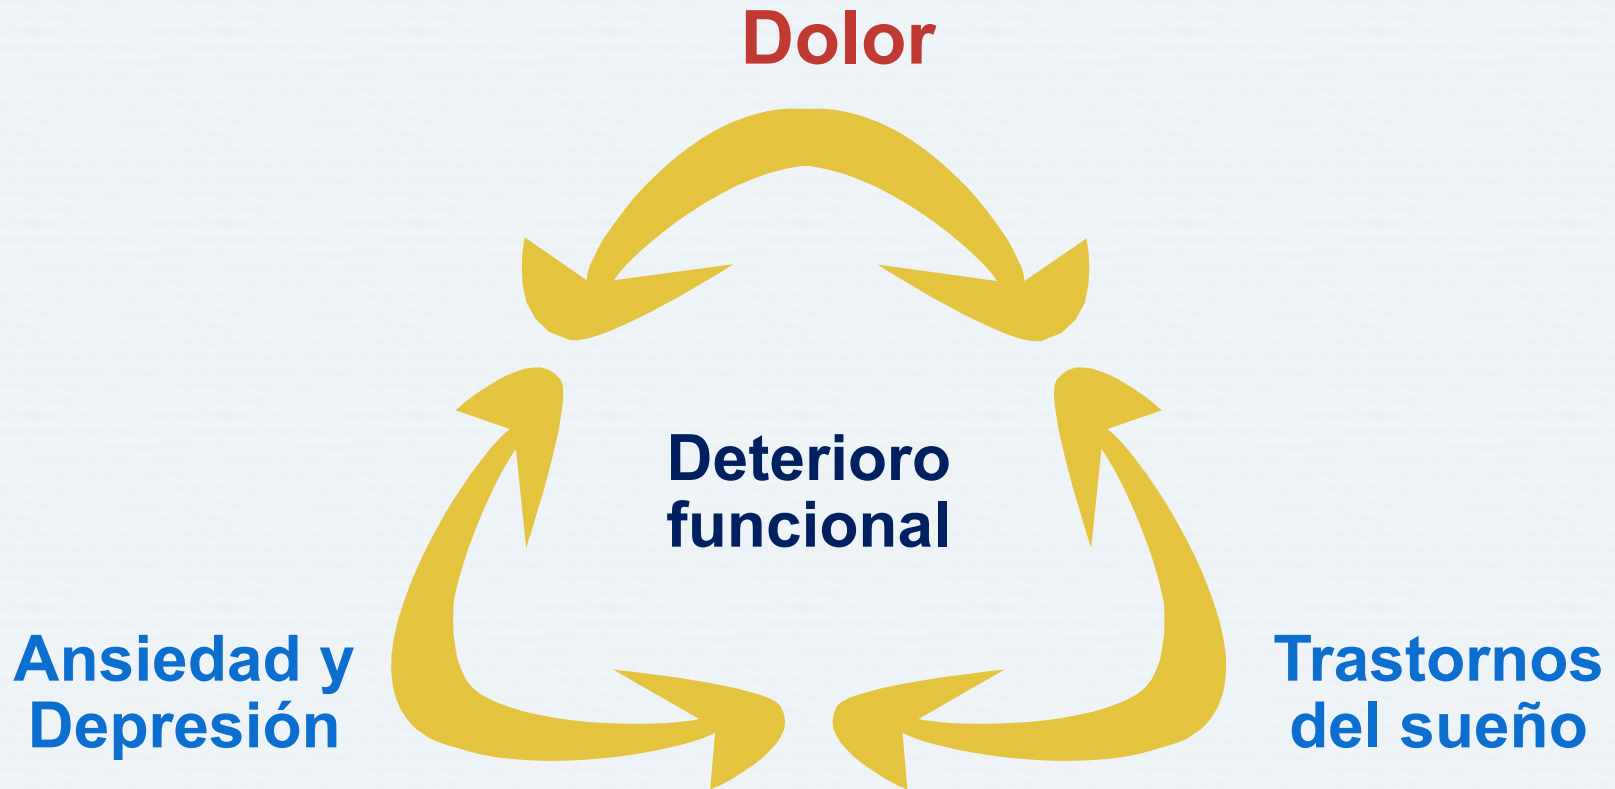 Dolor
Deterioro
funcional
Ansiedad y
Depresión
Trastornos
del sueño